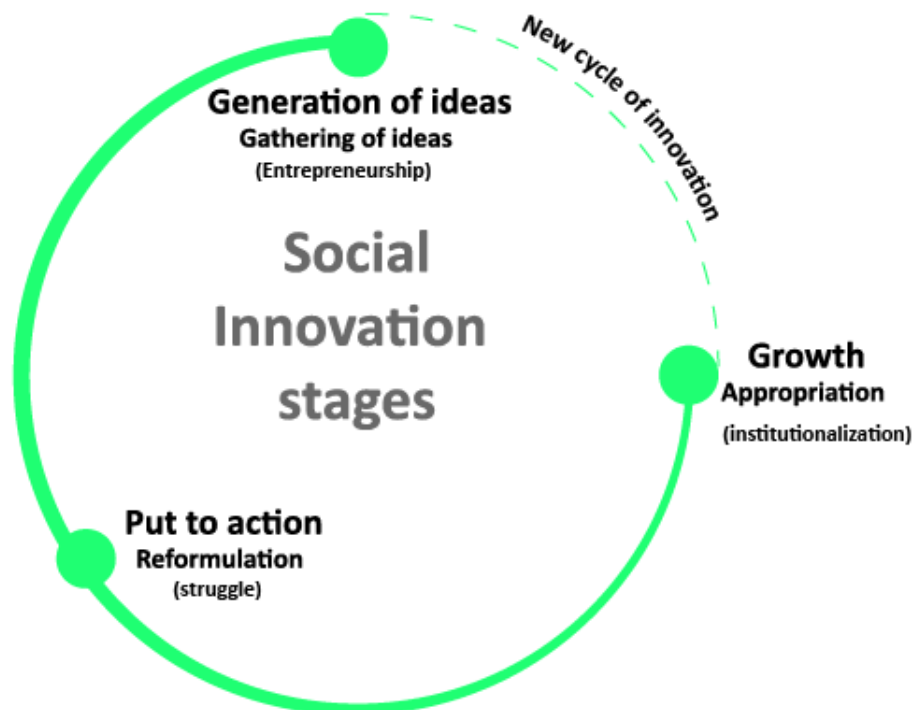 New cycle of innovation
Generation of ideas
Gathering of ideas
(Entrepreneurship)
Social
Innovation
stages
Growth
Appropriation
(institutionalization)
Put to action
Reformulation
(struggle)